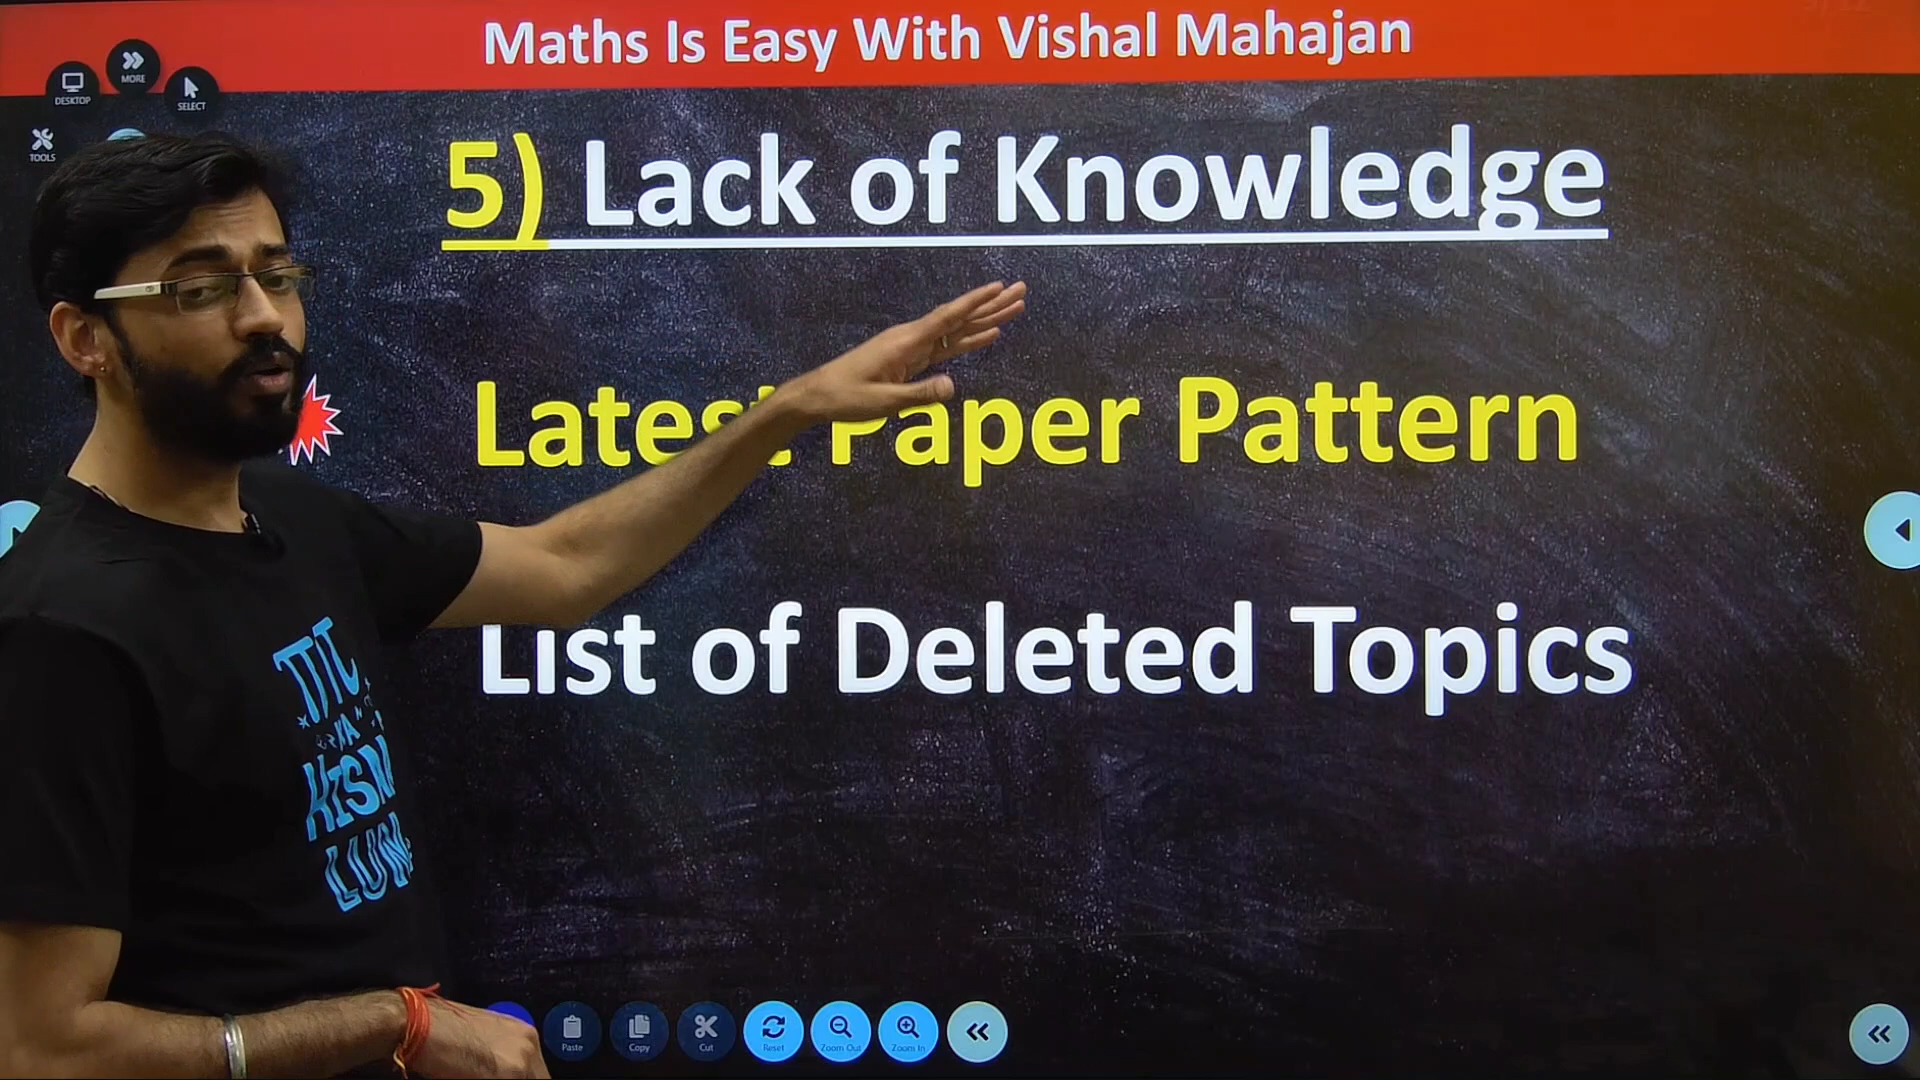 Maths Is Easy With Vishal Mahajan
MORE
DESKTOP
SELECT
TOOLS
5) Lack of Knowledge
Latest Paper Pattern
List of Deleted Topics
KA
Paste
Copy
Cut
Reset
Zoom Out
Zoom In